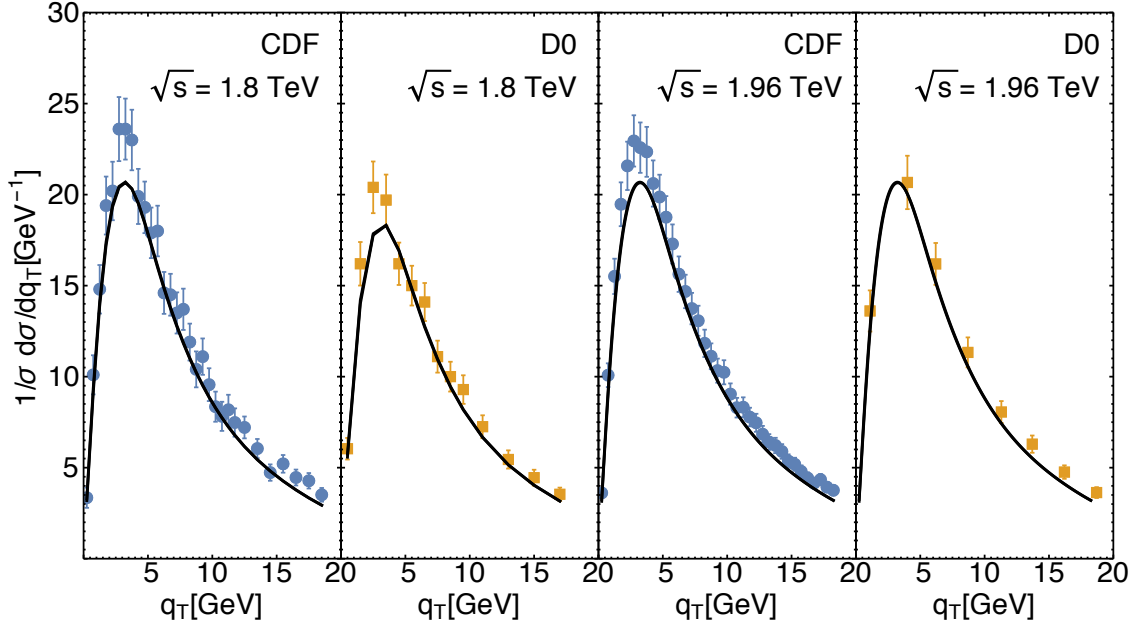 1/σ dσ/dq_T[GeV⁻¹]
30
25
20
15
10
5
CDF
√s = 1.8 TeV
D0
√s = 1.8 TeV
CDF
√s = 1.96 TeV
D0
√s = 1.96 TeV
5 10 15 20 5 10 15 20 5 10 15 20 5 10 15 20
q_T[GeV] q_T[GeV] q_T[GeV] q_T[GeV]